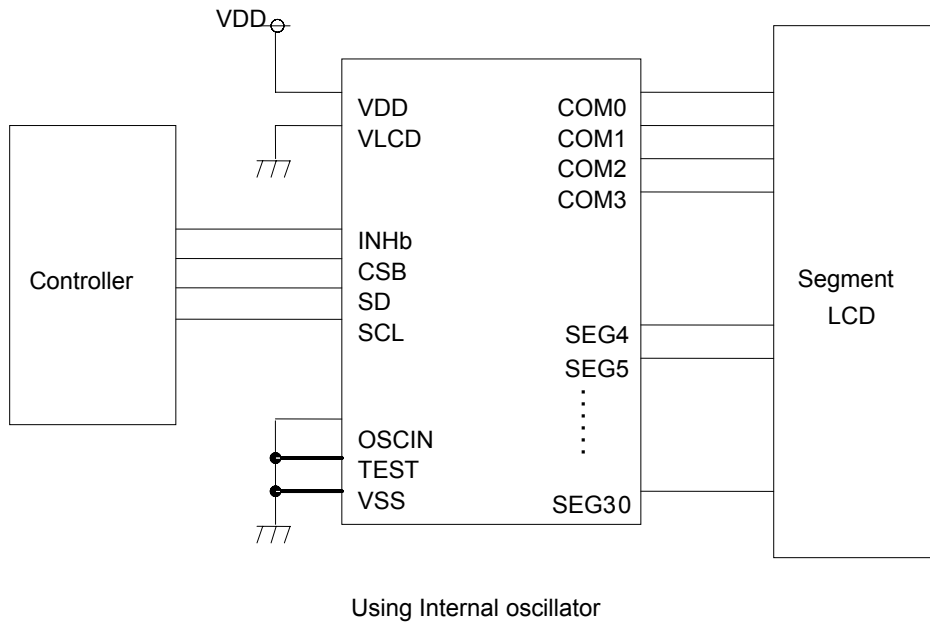 VDD
VDD
VLCD
INHb
CSB
SD
SCL
OSCIN
TEST
VSS
COM0
COM1
COM2
COM3
SEG4
SEG5
SEG30
Controller
Segment
LCD
Using Internal oscillator